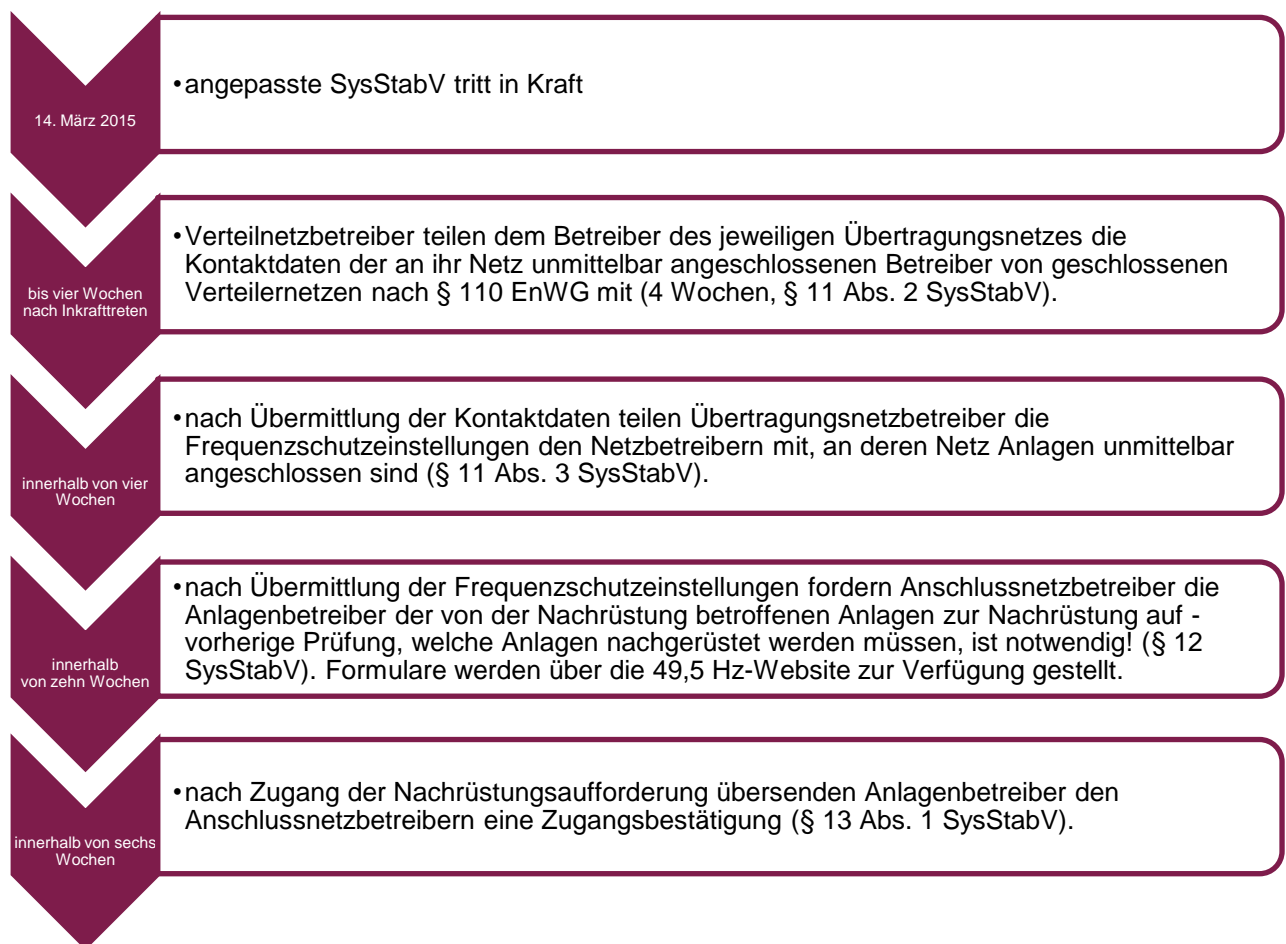 14. März 2015
•angepasste SysStabV tritt in Kraft
bis vier Wochen
nach Inkrafttreten
•Verteilnetzbetreiber teilen dem Betreiber des jeweiligen Übertragungsnetzes die
Kontaktdaten der an ihr Netz unmittelbar angeschlossenen Betreiber von geschlossenen
Verteilernetzen nach § 110 EnWG mit (4 Wochen, § 11 Abs. 2 SysStabV).
innerhalb von vier
Wochen
•nach Übermittlung der Kontaktdaten teilen Übertragungsnetzbetreiber die
Frequenzschutzeinstellungen den Netzbetreibern mit, an deren Netz Anlagen unmittelbar
angeschlossen sind (§ 11 Abs. 3 SysStabV).
innerhalb
von zehn Wochen
•nach Übermittlung der Frequenzschutzeinstellungen fordern Anschlussnetzbetreiber die
Anlagenbetreiber der von der Nachrüstung betroffenen Anlagen zur Nachrüstung auf -
vorherige Prüfung, welche Anlagen nachgerüstet werden müssen, ist notwendig! (§ 12
SysStabV). Formulare werden über die 49,5 Hz-Website zur Verfügung gestellt.
innerhalb von sechs
Wochen
•nach Zugang der Nachrüstungsaufforderung übersenden Anlagenbetreiber den
Anschlussnetzbetreibern eine Zugangsbestätigung (§ 13 Abs. 1 SysStabV).